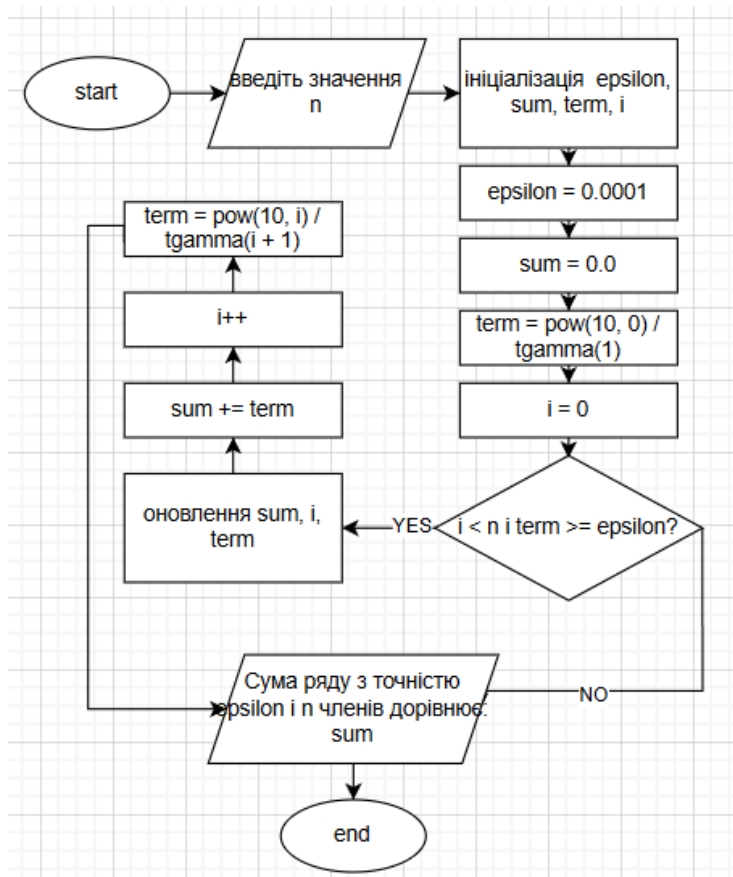 start
введіть значення
n
ініціалізація epsilon,
sum, term, i
epsilon = 0.0001
sum = 0.0
term = pow(10, 0) /
tgamma(1)
i = 0
i < n і term >= epsilon?
YES
оновлення sum, i,
term
sum += term
i++
term = pow(10, i) /
tgamma(i + 1)
NO
Сума ряду з точністю
epsilon і n членів дорівнює:
sum
end